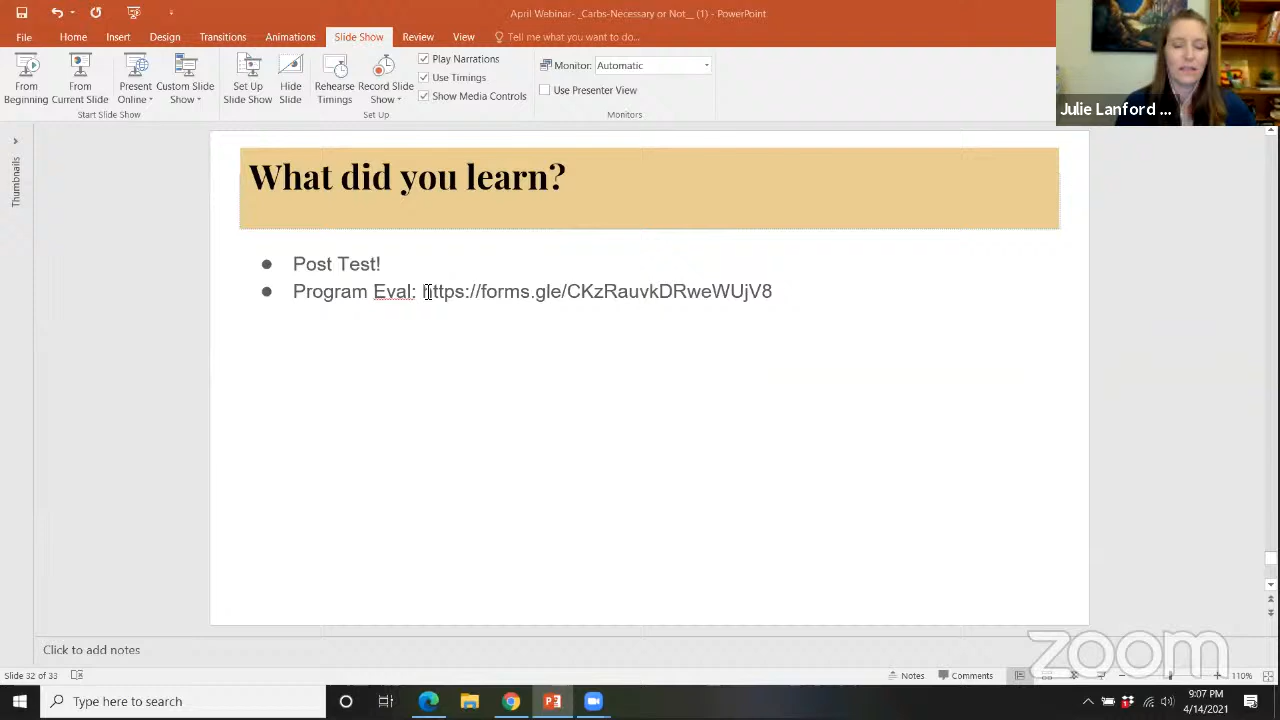 April Webinar- _Carbs-Necessary or Not__ (1) - PowerPoint
File Home Insert Design Transitions Animations Slide Show Review View Tell me what you want to do...
From Beginning
From Current Slide
Present Online
Custom Slide Show
Start Slide Show
Set Up Slide Show
Hide Slide
Rehearse Timings
Record Slide Show
Play Narrations
Use Timings
Show Media Controls
Set Up
Monitor: Automatic
Use Presenter View
Monitors
Julie Lanford ...
Thumbnails
What did you learn?
● Post Test!
● Program Eval: https://forms.gle/CKzRauvkDRweWUjV8
Click to add notes
zoom
Slide 32 of 33 Notes Comments 110%
Type here to search
9:07 PM
4/14/2021